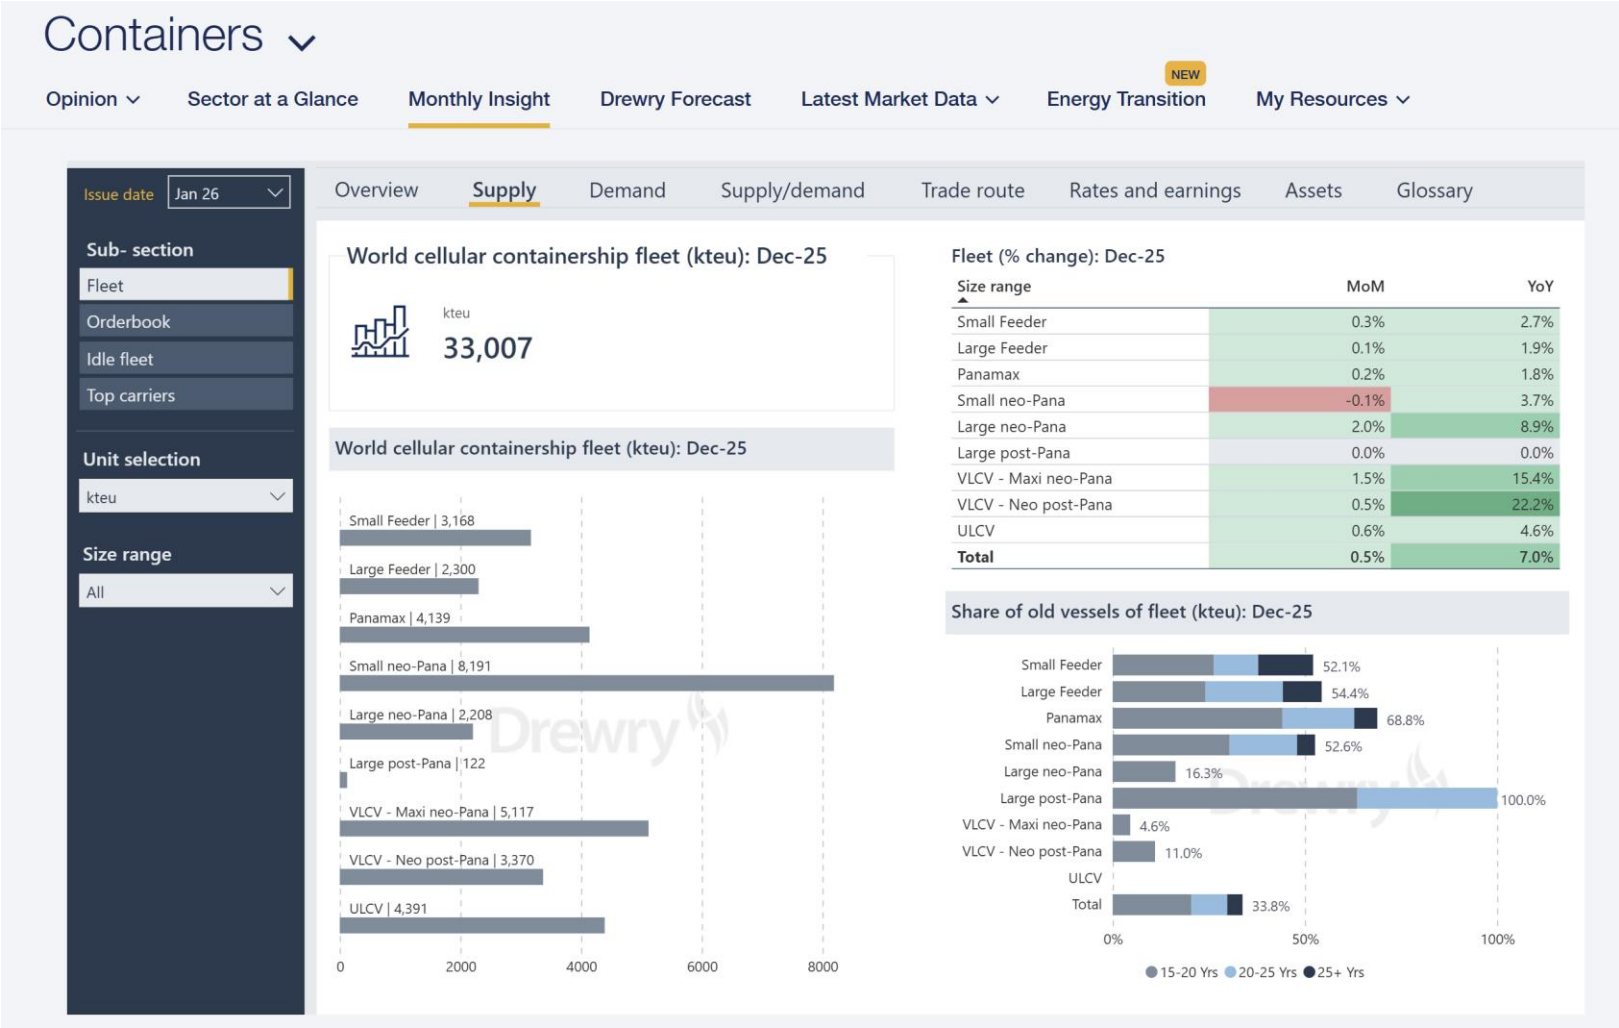 Containers
NEW
Opinion Sector at a Glance Monthly Insight Drewry Forecast Latest Market Data Energy Transition My Resources
Issue date Jan 26
Sub- section
Fleet
Orderbook
Idle fleet
Top carriers
Unit selection
kteu
Size range
All
Overview Supply Demand Supply/demand Trade route Rates and earnings Assets Glossary
World cellular containership fleet (kteu): Dec-25
kteu
33,007
World cellular containership fleet (kteu): Dec-25
Small Feeder | 3,168
Large Feeder | 2,300
Panamax | 4,139
Small neo-Pana | 8,191
Large neo-Pana | 2,208
Large post-Pana | 122
VLCV - Maxi neo-Pana | 5,117
VLCV - Neo post-Pana | 3,370
ULCV | 4,391
0 2000 4000 6000 8000
Drewry
Fleet (% change): Dec-25
Size range MoM YoY
Small Feeder 0.3% 2.7%
Large Feeder 0.1% 1.9%
Panamax 0.2% 1.8%
Small neo-Pana -0.1% 3.7%
Large neo-Pana 2.0% 8.9%
Large post-Pana 0.0% 0.0%
VLCV - Maxi neo-Pana 1.5% 15.4%
VLCV - Neo post-Pana 0.5% 22.2%
ULCV 0.6% 4.6%
Total 0.5% 7.0%
Share of old vessels of fleet (kteu): Dec-25
Small Feeder 52.1%
Large Feeder 54.4%
Panamax 68.8%
Small neo-Pana 52.6%
Large neo-Pana 16.3%
Large post-Pana 100.0%
VLCV - Maxi neo-Pana 4.6%
VLCV - Neo post-Pana 11.0%
ULCV
Total 33.8%
0% 50% 100%
15-20 Yrs 20-25 Yrs 25+ Yrs
Drewry